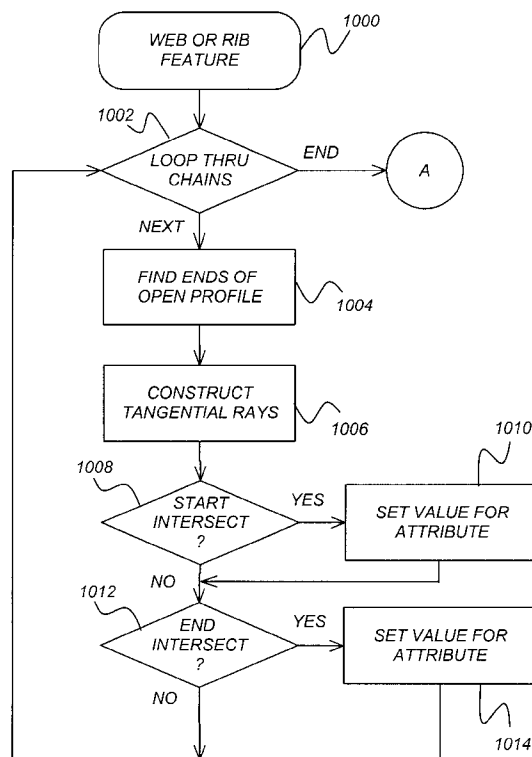 WEB OR RIB
FEATURE
1000
1002
LOOP THRU
CHAINS
END
A
NEXT
FIND ENDS OF
OPEN PROFILE
1004
CONSTRUCT
TANGENTIAL RAYS
1006
1008
START
INTERSECT
?
YES
1010
SET VALUE FOR
ATTRIBUTE
NO
1012
END
INTERSECT
?
YES
SET VALUE FOR
ATTRIBUTE
NO
1014